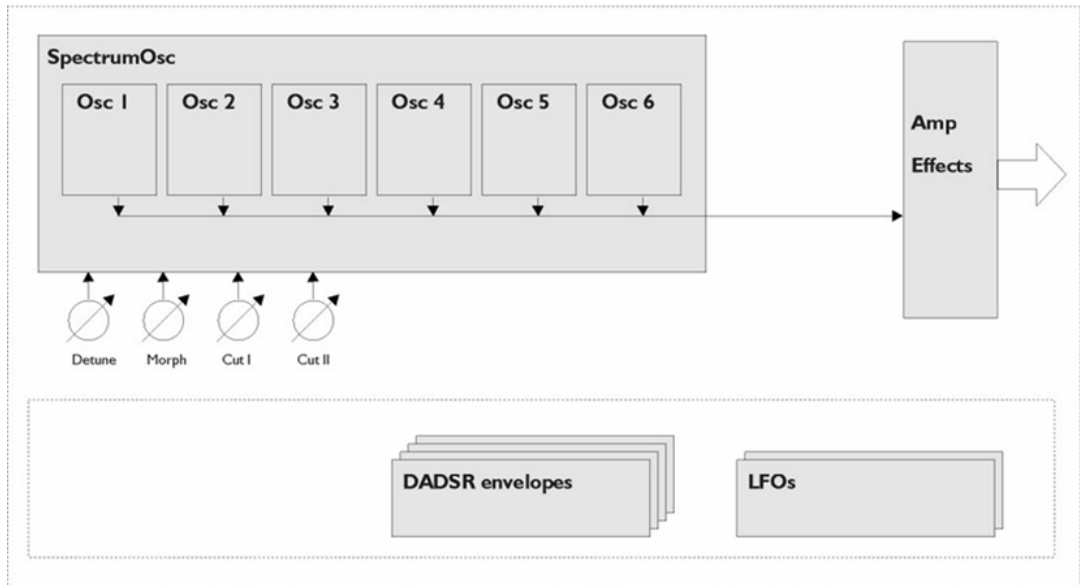 SpectrumOsc
Osc 1
Osc 2
Osc 3
Osc 4
Osc 5
Osc 6
Amp
Effects
Detune
Morph
Cut I
Cut II
DADSR envelopes
LFOs